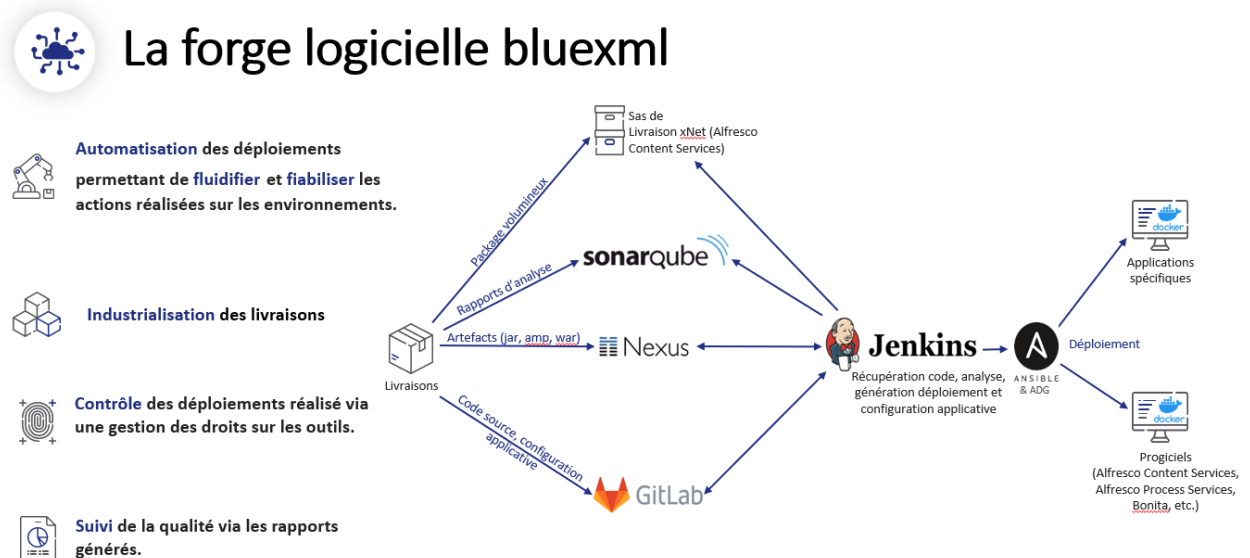 La forge logicielle bluexml
Automatisation des déploiements
permettant de fluidifier et fiabiliser les
actions réalisées sur les environnements.
Industrialisation des livraisons
Contrôle des déploiements réalisé via
une gestion des droits sur les outils.
Suivi de la qualité via les rapports
générés.
Sas de
Livraison xNet (Alfresco
Content Services)
Package volumineux
sonarqube
Rapports d'analyse
Artefacts (jar, amp, war)
Nexus
Livraisons
Code source, configuration
applicative
GitLab
Jenkins
Récupération code, analyse,
génération déploiement et
configuration applicative
ANSIBLE
& ADG
Déploiement
docker
Applications
spécifiques
docker
Progiciels
(Alfresco Content Services,
Alfresco Process Services,
Bonita, etc.)